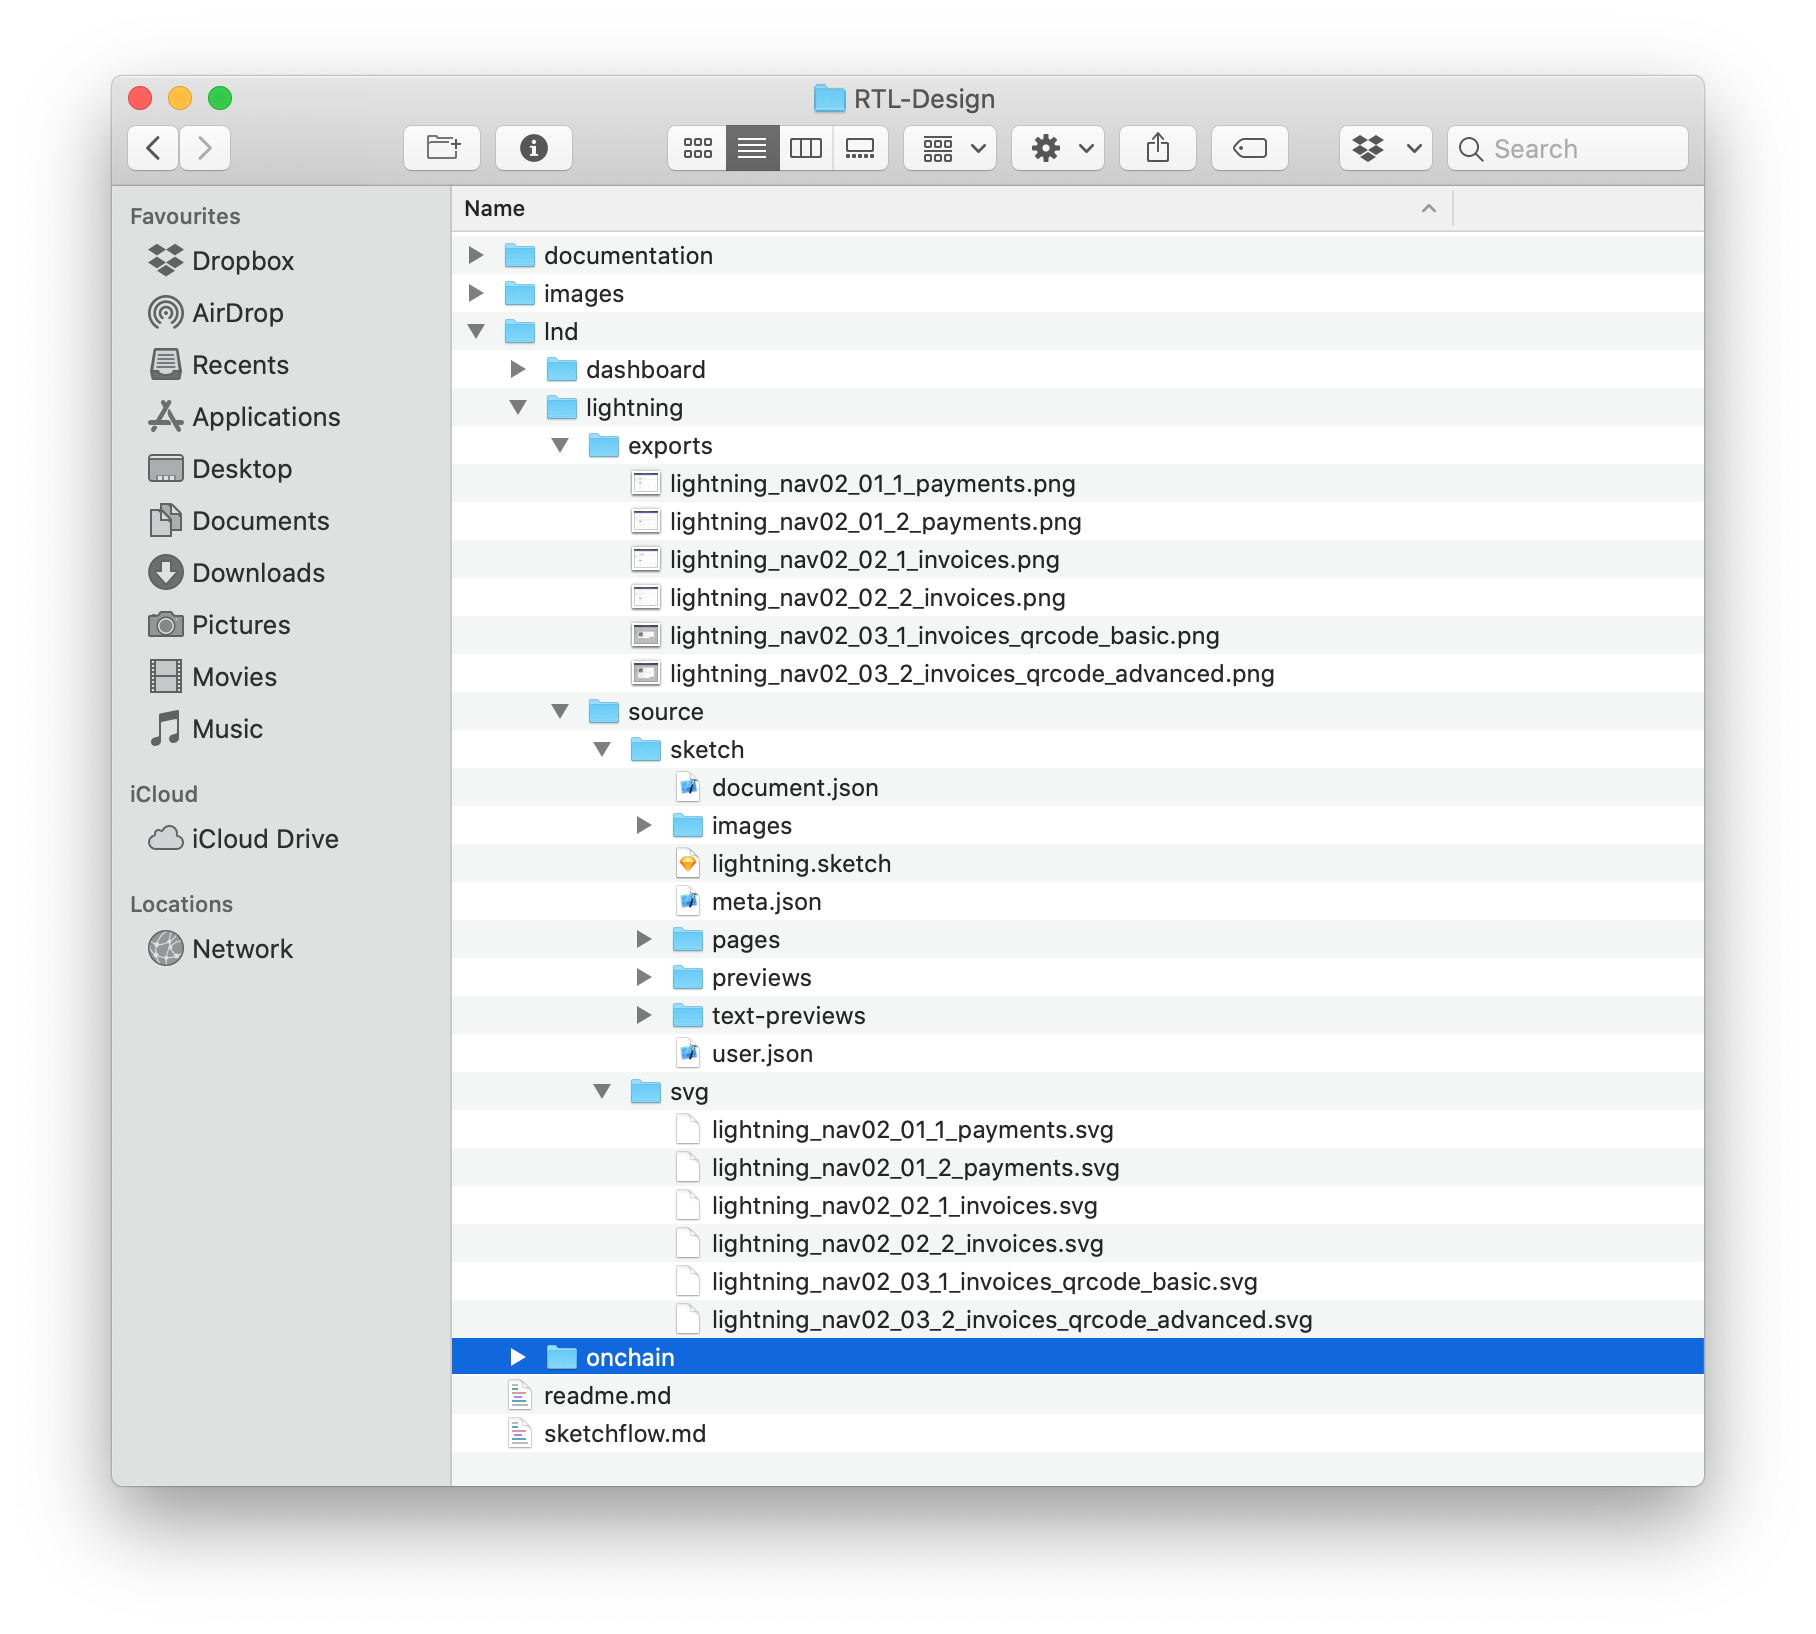 RTL-Design
Search
Favourites
Dropbox
AirDrop
Recents
Applications
Desktop
Documents
Downloads
Pictures
Movies
Music
iCloud
iCloud Drive
Locations
Network
Name
documentation
images
lnd
dashboard
lightning
exports
lightning_nav02_01_1_payments.png
lightning_nav02_01_2_payments.png
lightning_nav02_02_1_invoices.png
lightning_nav02_02_2_invoices.png
lightning_nav02_03_1_invoices_qrcode_basic.png
lightning_nav02_03_2_invoices_qrcode_advanced.png
source
sketch
document.json
images
lightning.sketch
meta.json
pages
previews
text-previews
user.json
svg
lightning_nav02_01_1_payments.svg
lightning_nav02_01_2_payments.svg
lightning_nav02_02_1_invoices.svg
lightning_nav02_02_2_invoices.svg
lightning_nav02_03_1_invoices_qrcode_basic.svg
lightning_nav02_03_2_invoices_qrcode_advanced.svg
onchain
readme.md
sketchflow.md